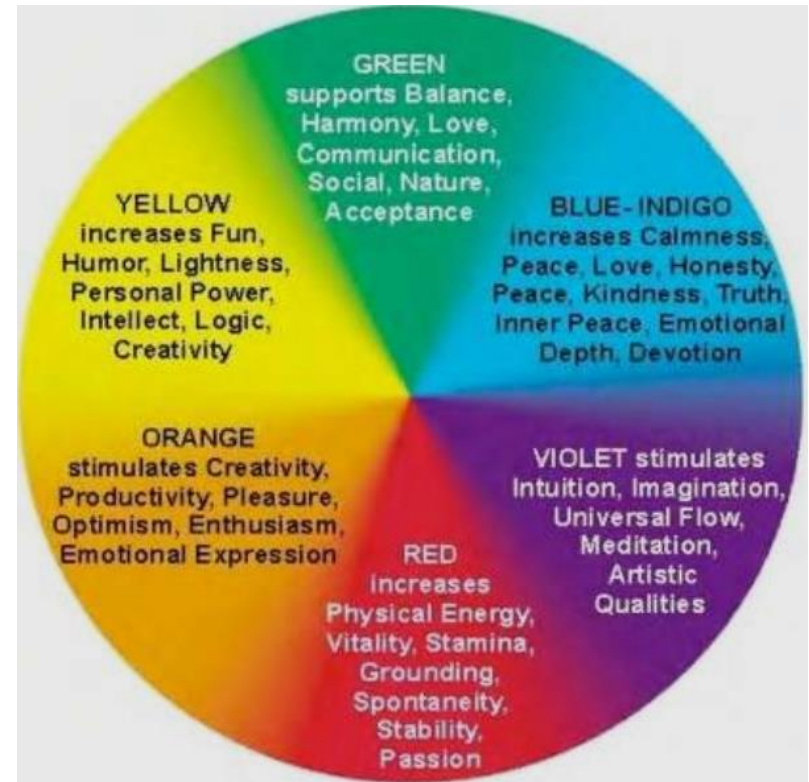 GREEN
supports Balance,
Harmony, Love,
Communication,
Social, Nature,
Acceptance
BLUE-INDIGO
increases Calmness,
Peace, Love, Honesty,
Peace, Kindness, Truth,
Inner Peace, Emotional
Depth, Devotion
VIOLET stimulates
Intuition, Imagination,
Universal Flow,
Meditation,
Artistic
Qualities
RED
increases
Physical Energy,
Vitality, Stamina,
Grounding,
Spontaneity,
Stability,
Passion
ORANGE
stimulates Creativity,
Productivity, Pleasure,
Optimism, Enthusiasm,
Emotional Expression
YELLOW
increases Fun,
Humor, Lightness,
Personal Power,
Intellect, Logic,
Creativity